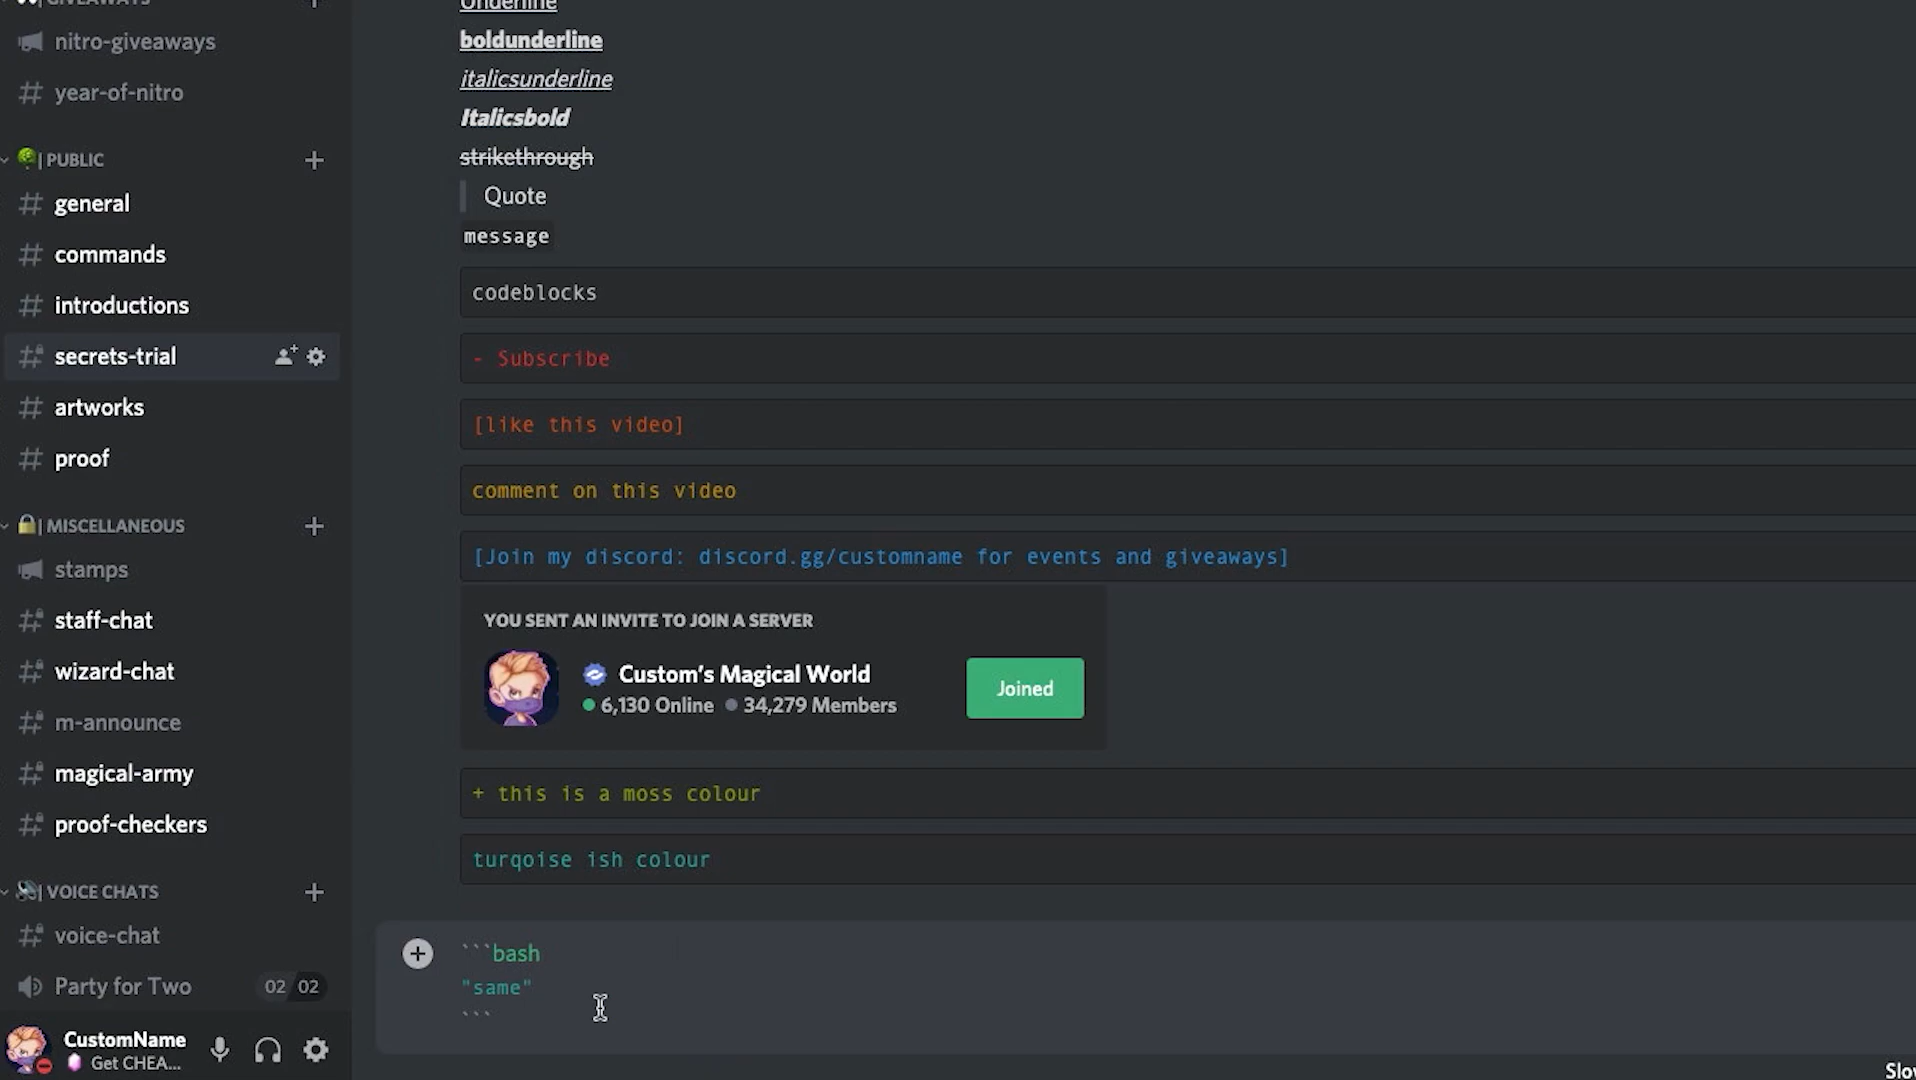 GIVEAWAYS
nitro-giveaways
year-of-nitro
PUBLIC
general
commands
introductions
secrets-trial
artworks
proof
MISCELLANEOUS
stamps
staff-chat
wizard-chat
m-announce
magical-army
proof-checkers
VOICE CHATS
voice-chat
Party for Two 02 02
CustomName
Get CHEA...
Underline
boldunderline
italicsunderline
Italicsbold
strikethrough
Quote
message
codeblocks
- Subscribe
[like this video]
comment on this video
[Join my discord: discord.gg/customname for events and giveaways]
YOU SENT AN INVITE TO JOIN A SERVER
Custom's Magical World
6,130 Online 34,279 Members
Joined
+ this is a moss colour
turqoise ish colour
```bash
"same"
```